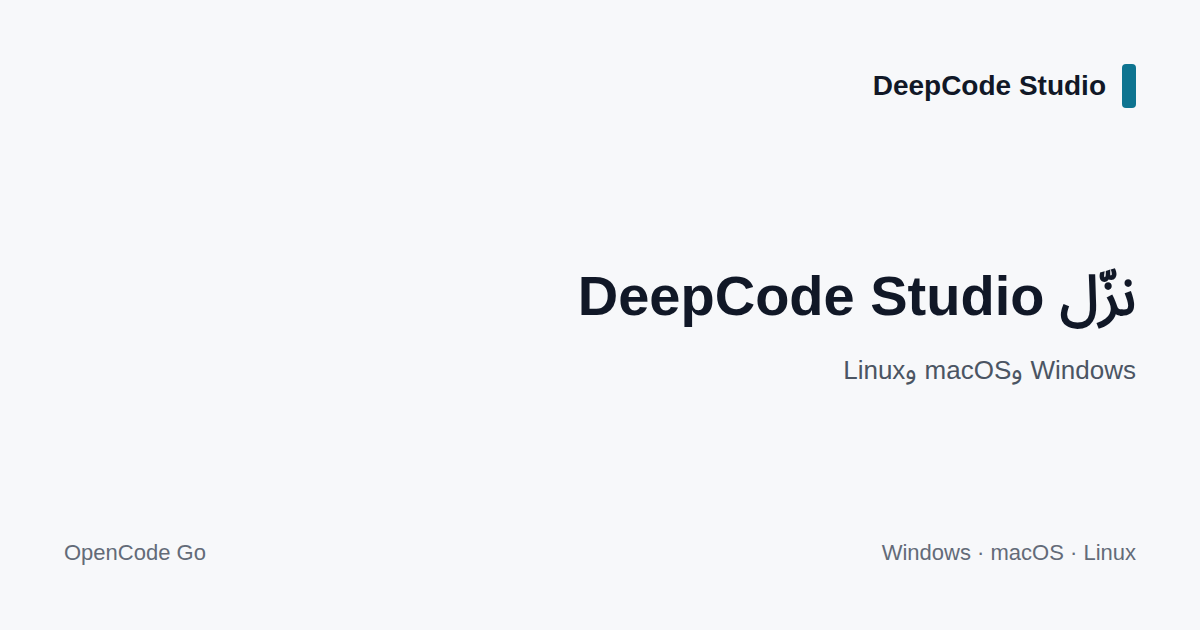 DeepCode Studio
نزّل DeepCode Studio
Windows وmacOS وLinux
Windows · macOS · Linux
OpenCode Go